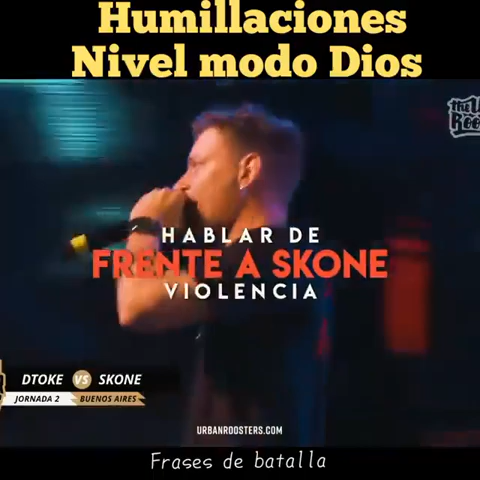 Humillaciones
Nivel modo Dios
HABLAR DE
FRENTE A SKONE
VIOLENCIA
DTOKE VS SKONE
JORNADA 2 BUENOS AIRES
URBANROOSTERS.COM
Frases de batalla